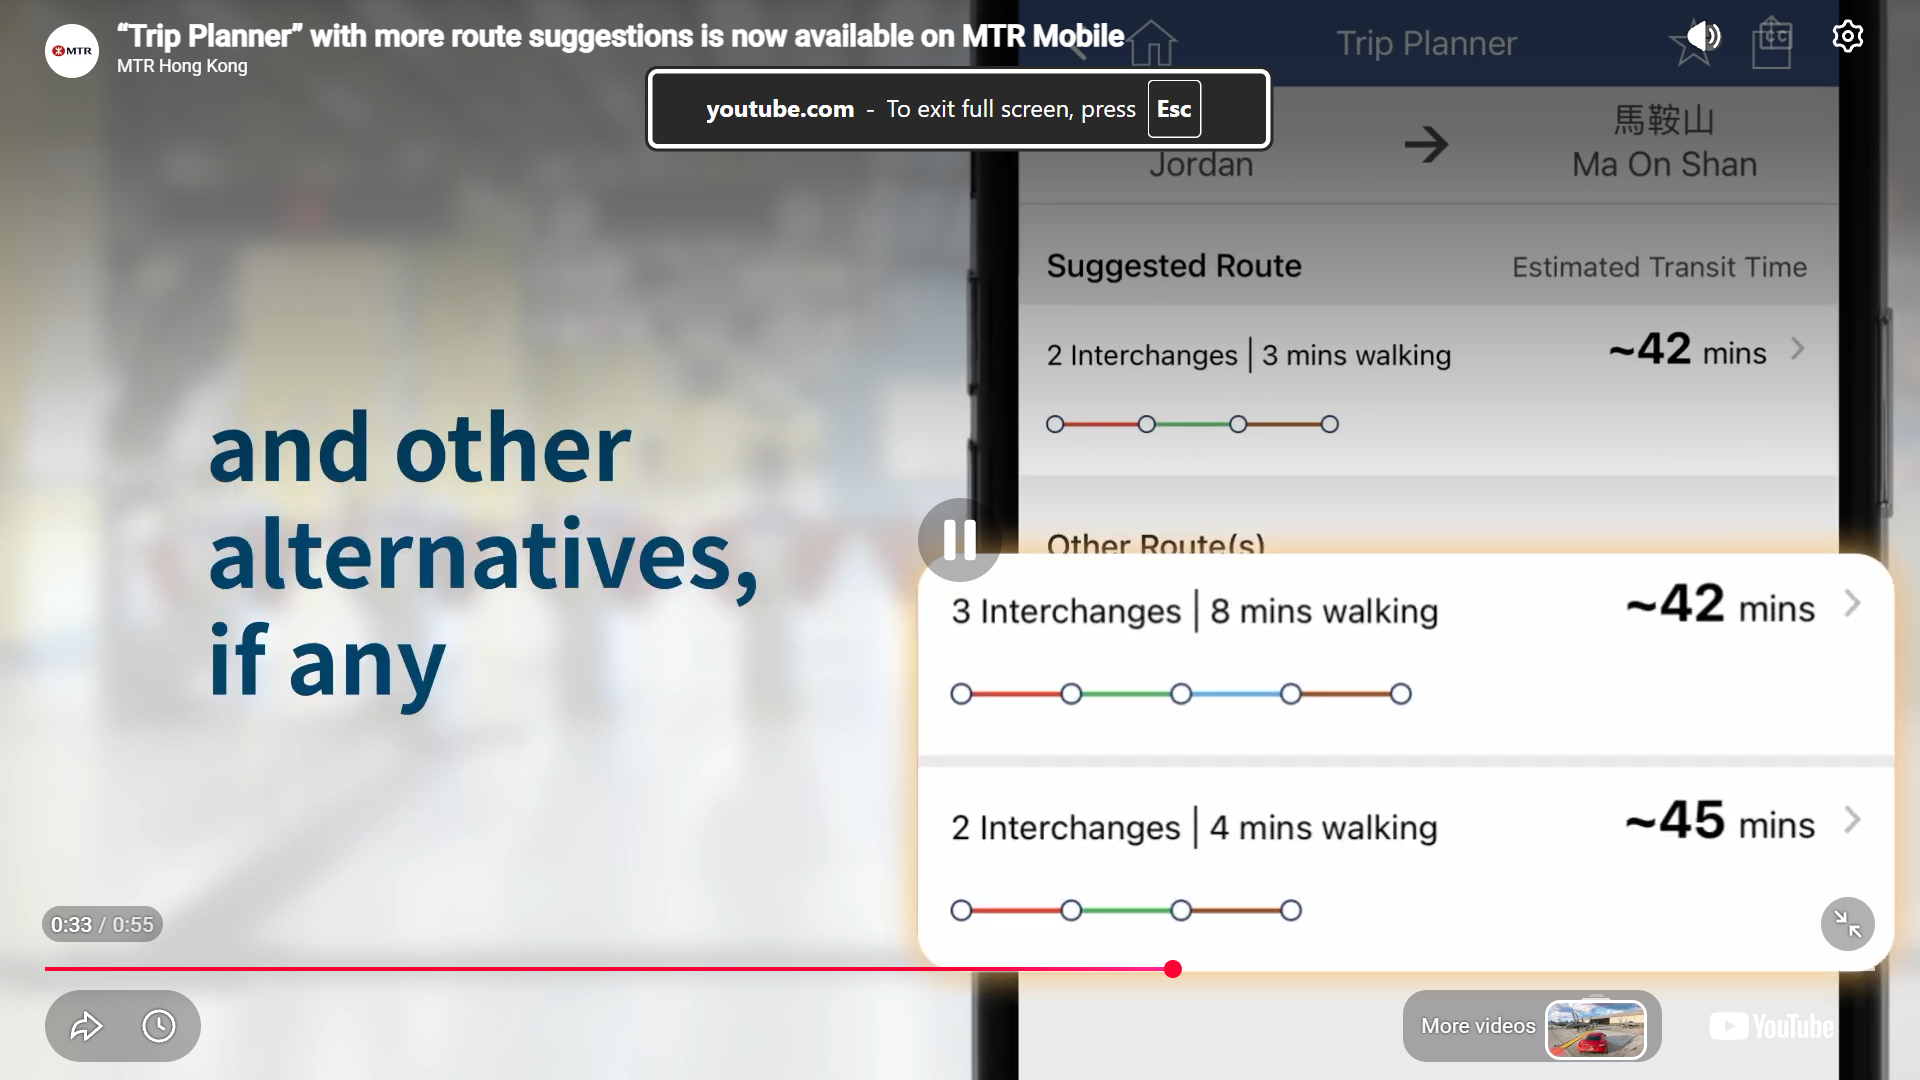 MTR
“Trip Planner” with more route suggestions is now available on MTR Mobile
MTR Hong Kong
Trip Planner
CC
youtube.com - To exit full screen, press Esc
Jordan
馬鞍山
Ma On Shan
Suggested Route
Estimated Transit Time
2 Interchanges | 3 mins walking
~42 mins
Other Route(s)
and other
alternatives,
if any
3 Interchanges | 8 mins walking
~42 mins
2 Interchanges | 4 mins walking
~45 mins
0:33 / 0:55
More videos
YouTube